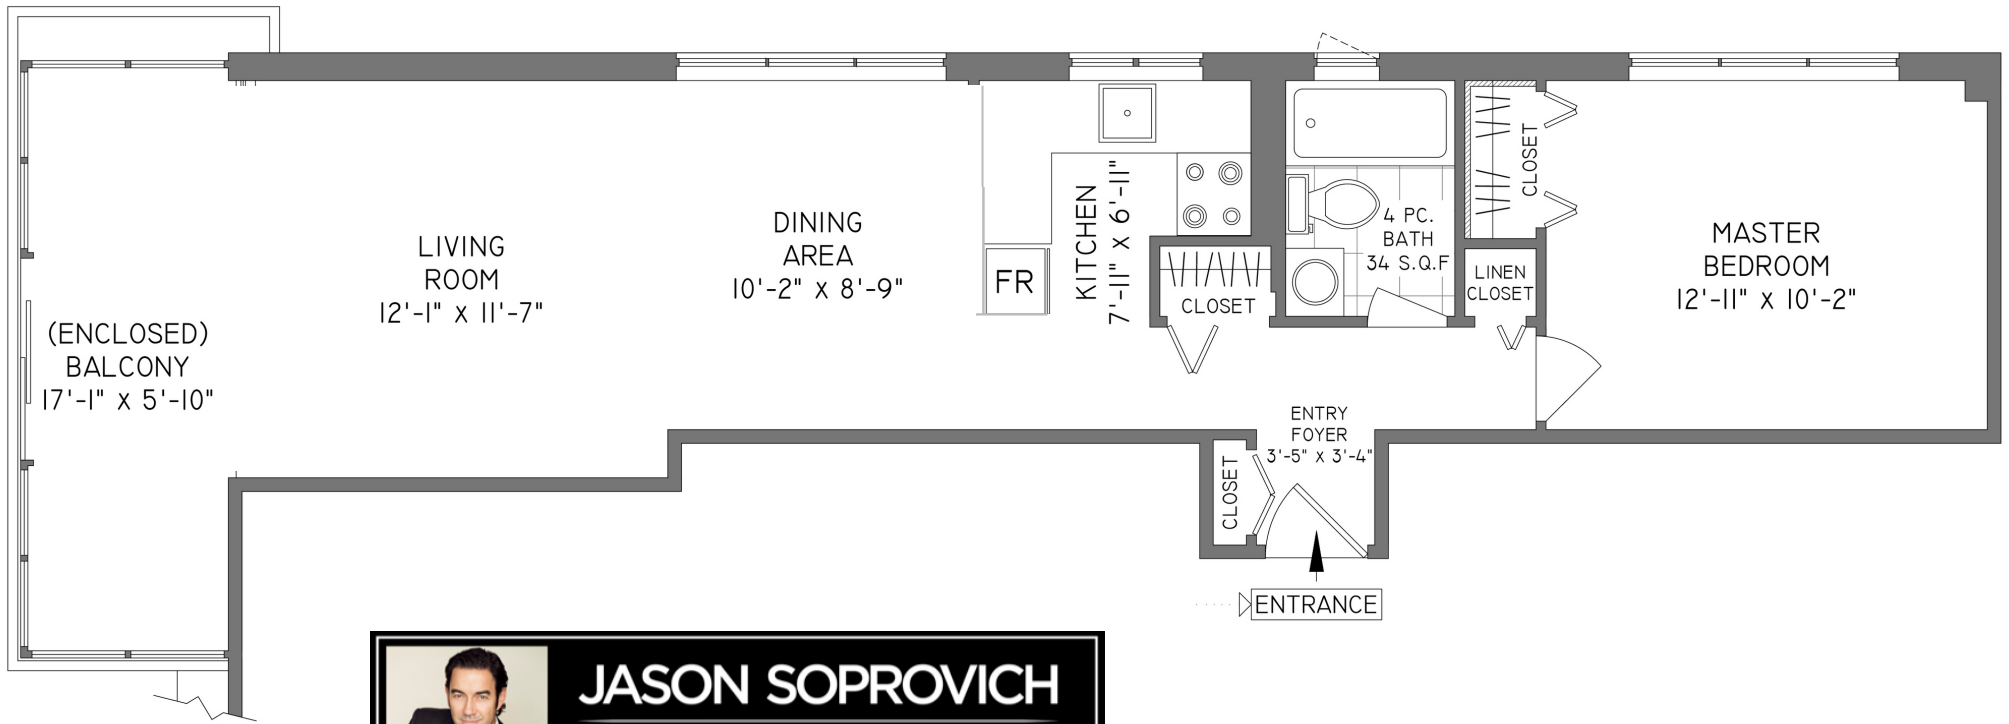 (ENCLOSED)
BALCONY
17'-1" X 5'-10"
LIVING
ROOM
12'-1" X 11'-7"
DINING
AREA
10'-2" X 8'-9"
FR
KITCHEN
7'-11" X 6'-11"
CLOSET
4 PC.
BATH
34 S.Q.F
CLOSET
LINEN
CLOSET
MASTER
BEDROOM
12'-11" X 10'-2"
ENTRY
FOYER
3'-5" X 3'-4"
CLOSET
ENTRANCE
JASON SOPROVICH